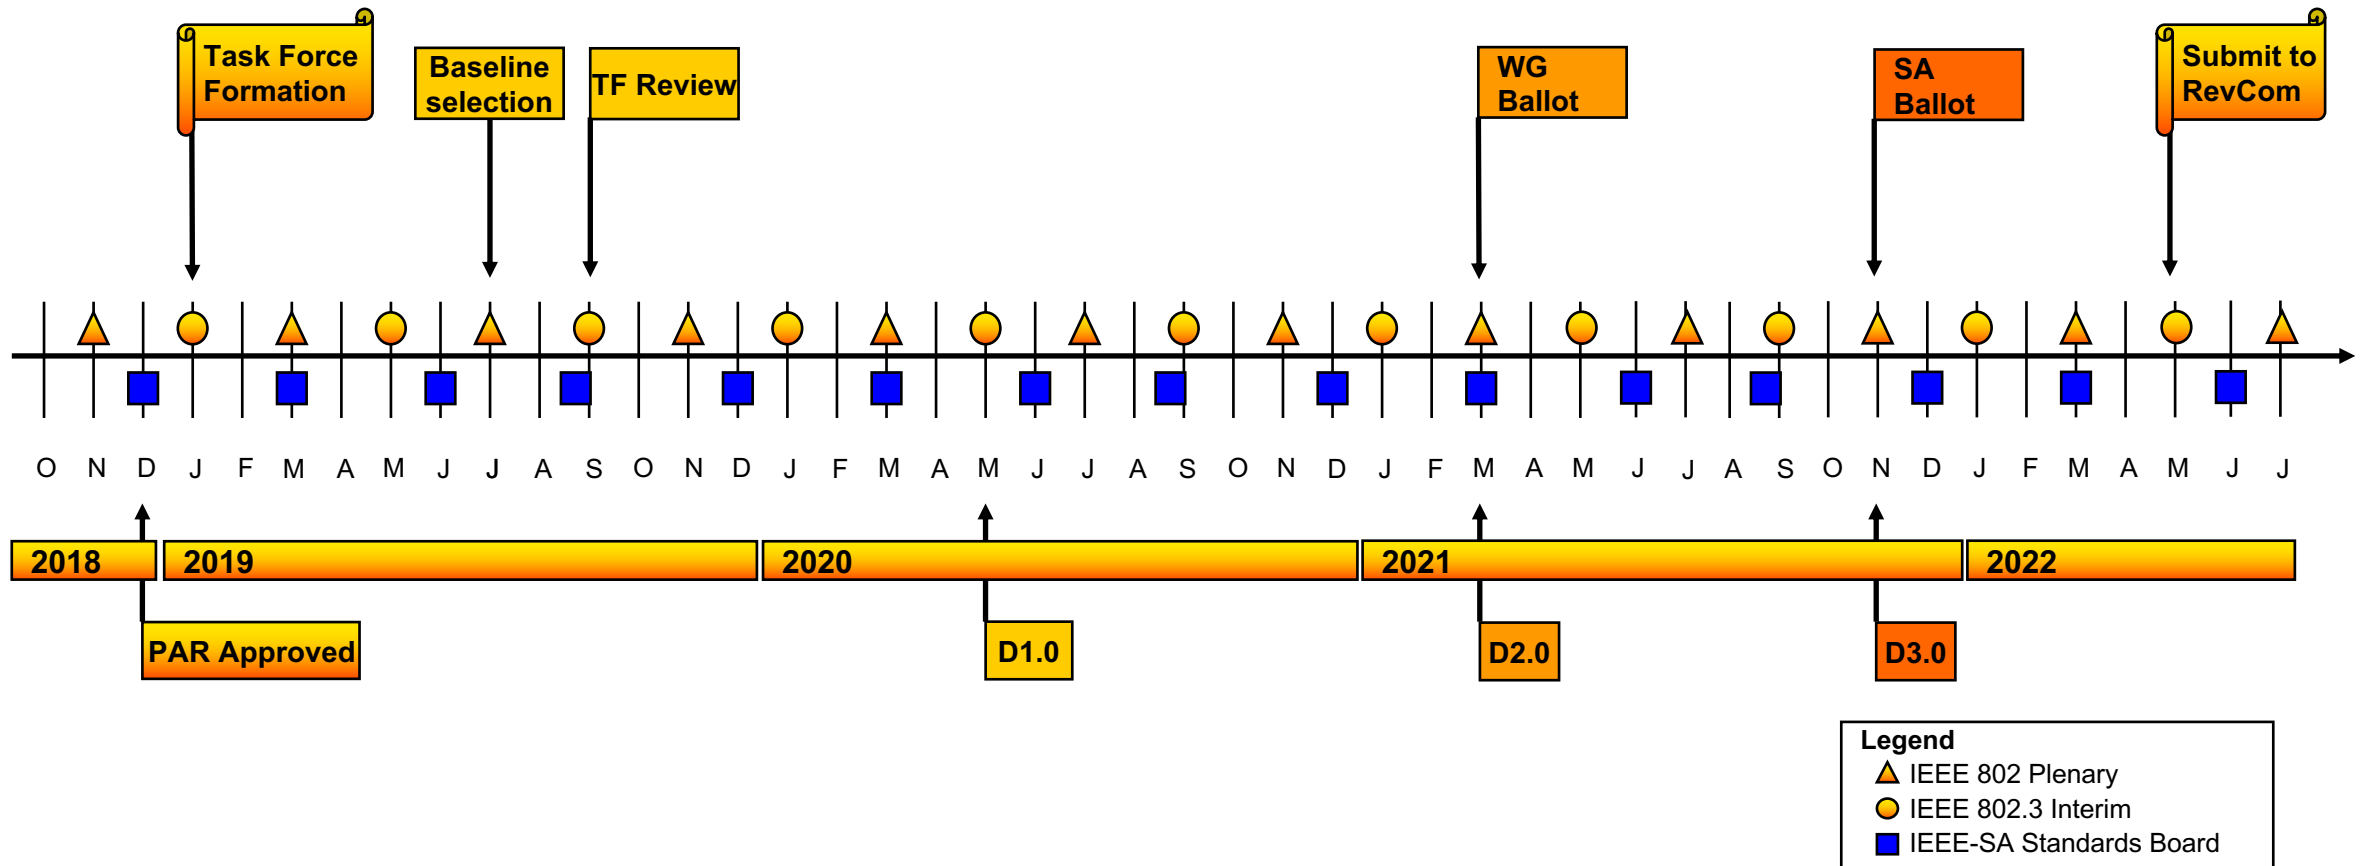 Task Force
Formation
Baseline
selection
TF Review
WG
Ballot
SA
Ballot
Submit to
RevCom
O N D J F M A M J J A S O N D J F M A M J J A S O N D J F M A M J J A S O N D J F M A M J J
2018 2019 2020 2021 2022
PAR Approved D1.0 D2.0 D3.0
Legend
IEEE 802 Plenary
IEEE 802.3 Interim
IEEE-SA Standards Board